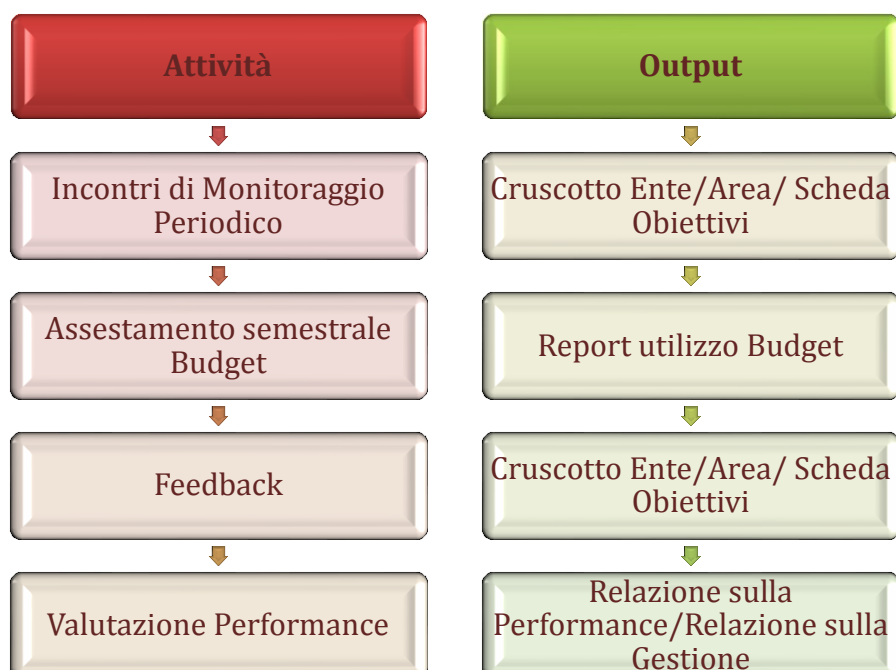 Attività
Incontri di Monitoraggio
Periodico
Assestamento semestrale
Budget
Feedback
Valutazione Performance
Output
Cruscotto Ente/Area/ Scheda
Obiettivi
Report utilizzo Budget
Cruscotto Ente/Area/ Scheda
Obiettivi
Relazione sulla
Performance/Relazione sulla
Gestione